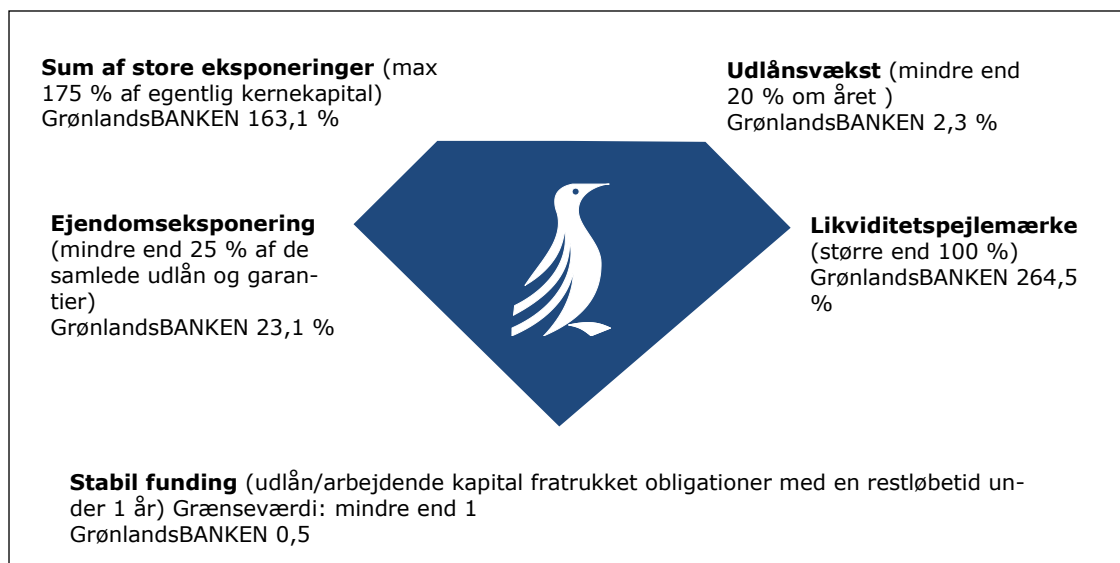 Sum af store eksponeringer (max
175 % af egentlig kernekapital)
GrønlandsBANKEN 163,1 %
Udlånsvækst (mindre end
20 % om året )
GrønlandsBANKEN 2,3 %
Ejendomseksponering
(mindre end 25 % af de
samlede udlån og garan-
tier)
GrønlandsBANKEN 23,1 %
Likviditetspejlemærke
(større end 100 %)
GrønlandsBANKEN 264,5
%
Stabil funding (udlån/arbejdende kapital fratrukket obligationer med en restløbetid un-
der 1 år) Grænseværdi: mindre end 1
GrønlandsBANKEN 0,5